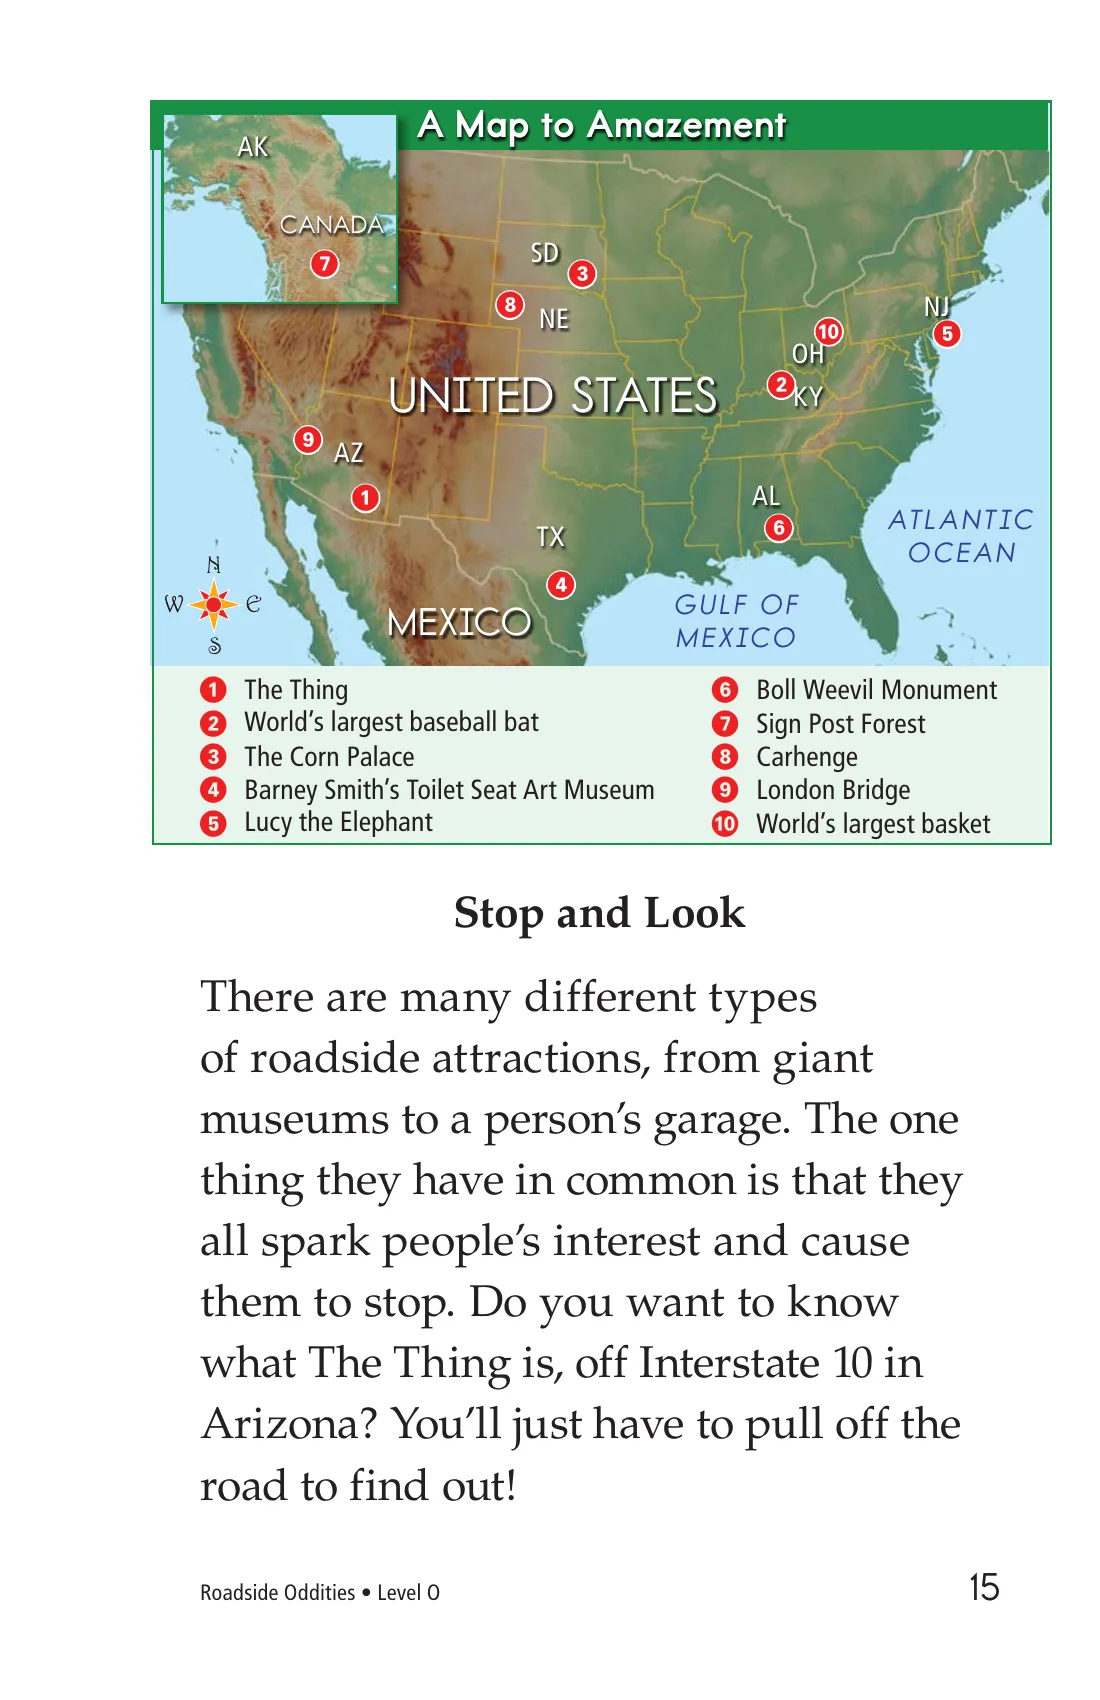 A Map to Amazement
AK
CANADA
7
SD
3
8
NE
NJ
5
10
OH
2
KY
UNITED STATES
9
AZ
1
AL
6
ATLANTIC
OCEAN
TX
4
N
W
E
S
MEXICO
GULF OF
MEXICO
1 The Thing
2 World's largest baseball bat
3 The Corn Palace
4 Barney Smith's Toilet Seat Art Museum
5 Lucy the Elephant
6 Boll Weevil Monument
7 Sign Post Forest
8 Carhenge
9 London Bridge
10 World's largest basket
Stop and Look
There are many different types
of roadside attractions, from giant
museums to a person's garage. The one
thing they have in common is that they
all spark people's interest and cause
them to stop. Do you want to know
what The Thing is, off Interstate 10 in
Arizona? You'll just have to pull off the
road to find out!
Roadside Oddities • Level O
15